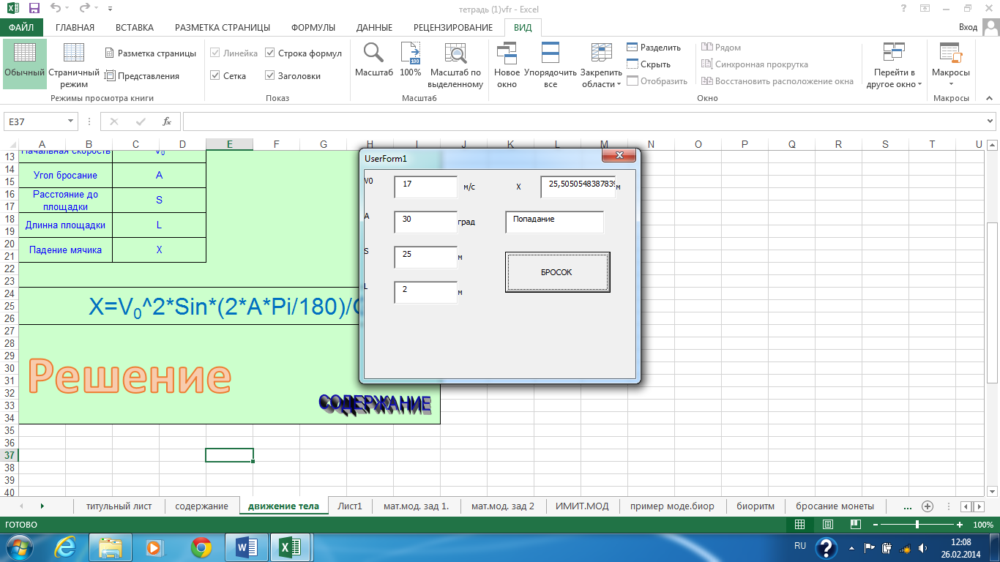 тетрадь (1)vfr - Excel
ФАЙЛ ГЛАВНАЯ ВСТАВКА РАЗМЕТКА СТРАНИЦЫ ФОРМУЛЫ ДАННЫЕ РЕЦЕНЗИРОВАНИЕ ВИД Вход
Обычный
Страничный режим
Разметка страницы
Представления
Режимы просмотра книги
Линейка
Строка формул
Сетка
Заголовки
Показ
Масштаб
100%
Масштаб по выделенному
Масштаб
Новое окно
Упорядочить все
Закрепить области
Разделить
Скрыть
Отобразить
Рядом
Синхронная прокрутка
Восстановить расположение окна
Перейти в другое окно
Окно
Макросы
Макросы
E37
fx
A B C D E F G H I J K L M N O P Q R S T U
13 Начальная скорость V0
14
Угол бросание A
15
16
Расстояние до площадки S
17
18
Длинна площадки L
19
20
Падение мячика X
21
22
23
24
25 X=V0^2*Sin*(2*A*Pi/180)/
26
27
28
29
30 Решение
31
32
33 СОДЕРЖАНИЕ
34
35
36
37
38
39
40
UserForm1
V0 17 м/с X 25,5050548387839 м
A 30 град Попадание
S 25 м
БРОСОК
L 2 м
титульный лист содержание движение тела Лист1 мат.мод. зад 1. мат.мод. зад 2 ИМИТ.МОД пример моде.биор биоритм бросание монеты ...
ГОТОВО 100%
RU 12:08
26.02.2014